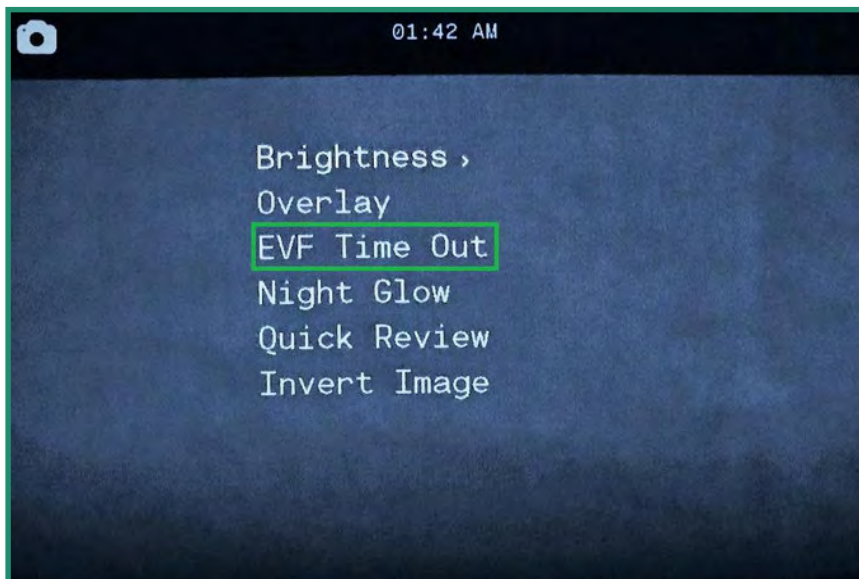 01:42 AM
Brightness ›
Overlay
EVF Time Out
Night Glow
Quick Review
Invert Image